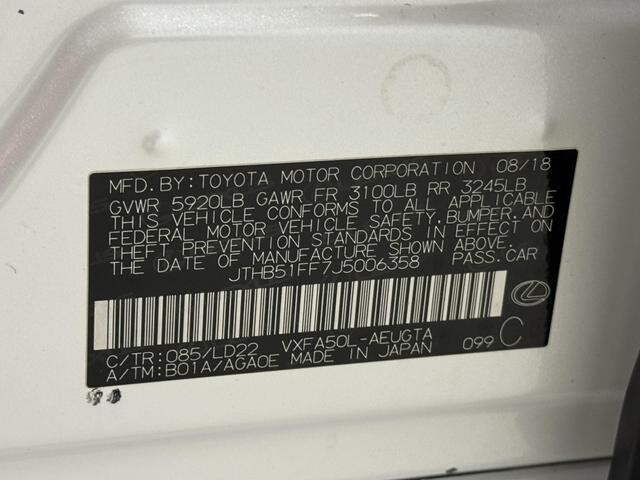 MFD.BY:TOYOTA MOTOR CORPORATION 08/18
GVWR 5920LB GAWR FR 3100LB RR 3245LB
THIS VEHICLE CONFORMS TO ALL APPLICABLE
FEDERAL MOTOR VEHICLE SAFETY,BUMPER,AND
THEFT PREVENTION STANDARDS IN EFFECT ON
THE DATE OF MANUFACTURE SHOWN ABOVE.
JTHB51FF7J5006358 PASS.CAR
C/TR:085/LD22 VXFA50L-AEUGTA
A/TM:B01A/AGA0E MADE IN JAPAN 099 C